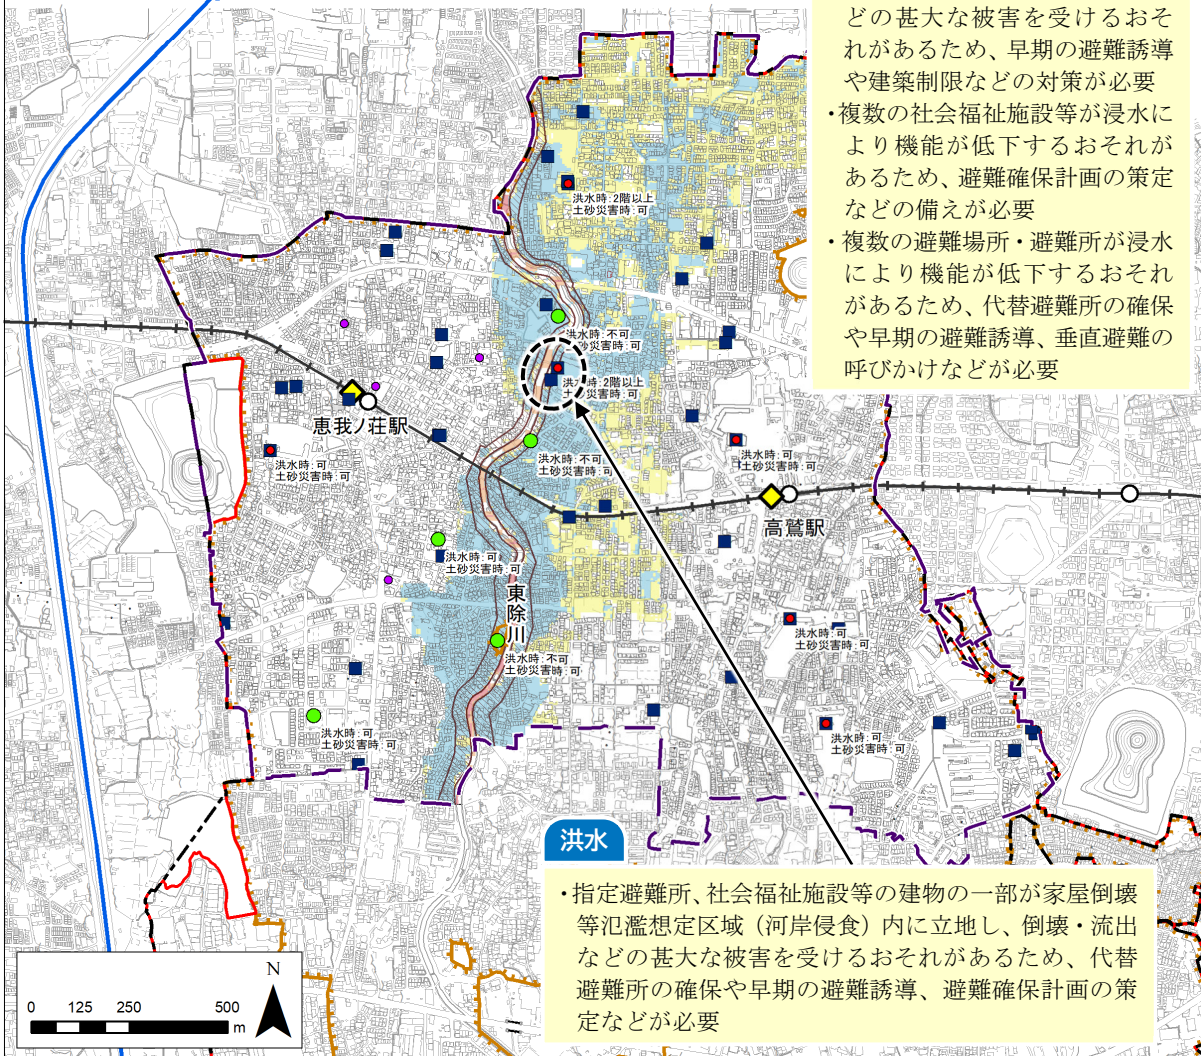 どの甚大な被害を受けるおそ
れがあるため、早期の避難誘導
や建築制限などの対策が必要
・複数の社会福祉施設等が浸水に
より機能が低下するおそれが
あるため、避難確保計画の策定
などの備えが必要
・複数の避難場所・避難所が浸水
により機能が低下するおそれ
があるため、代替避難所の確保
や早期の避難誘導、垂直避難の
呼びかけなどが必要
洪水時:2階以上
土砂災害時:可
洪水時:不可
土砂災害時:可
洪水時:2階以上
土砂災害時:可
恵我ノ荘駅
洪水時:可
土砂災害時:可
洪水時:不可
土砂災害時:可
洪水時:可
土砂災害時:可
高鷲駅
洪水時:可
土砂災害時:可
東除川
洪水時:可
土砂災害時:可
洪水時:不可
土砂災害時:可
洪水時:可
土砂災害時:可
洪水時:可
土砂災害時:可
洪水
・指定避難所、社会福祉施設等の建物の一部が家屋倒壊
等氾濫想定区域（河岸侵食）内に立地し、倒壊・流出
などの甚大な被害を受けるおそれがあるため、代替
避難所の確保や早期の避難誘導、避難確保計画の策
定などが必要
N
0 125 250 500
m